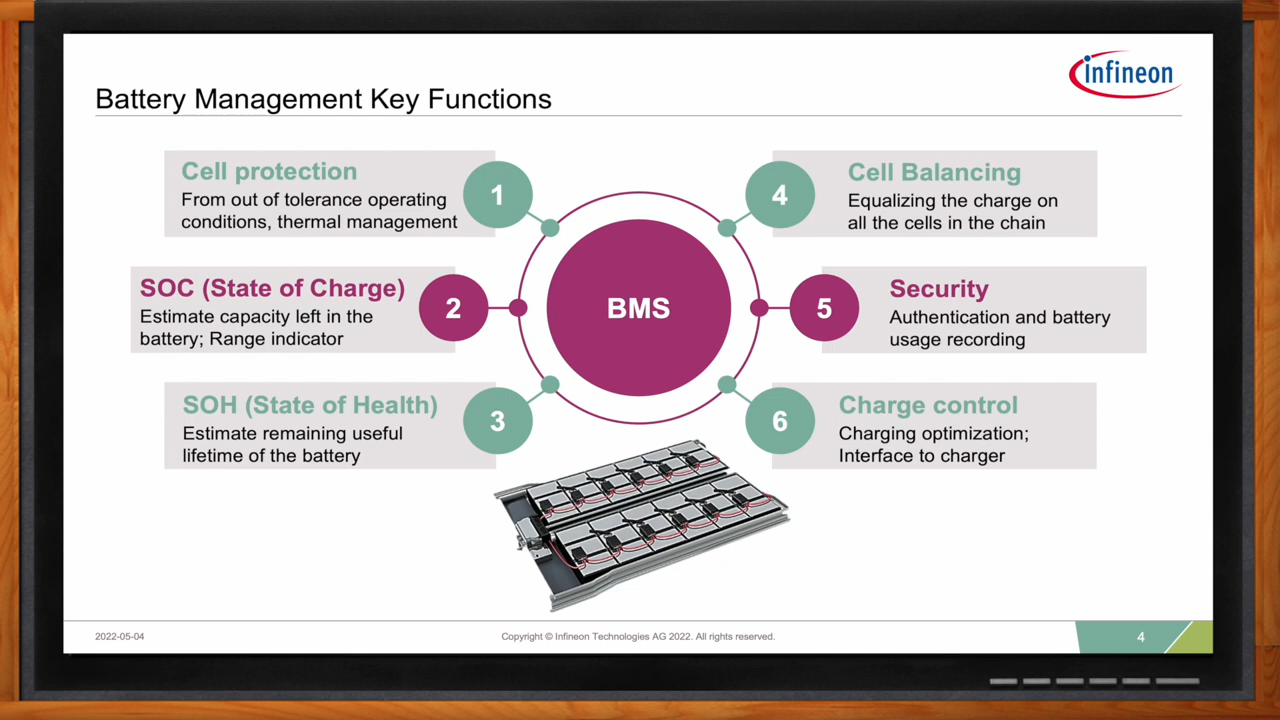 infineon
Battery Management Key Functions
Cell protection
From out of tolerance operating
conditions, thermal management
1
SOC (State of Charge)
Estimate capacity left in the
battery; Range indicator
2
SOH (State of Health)
Estimate remaining useful
lifetime of the battery
3
BMS
4
Cell Balancing
Equalizing the charge on
all the cells in the chain
5
Security
Authentication and battery
usage recording
6
Charge control
Charging optimization;
Interface to charger
2022-05-04
Copyright © Infineon Technologies AG 2022. All rights reserved.
4